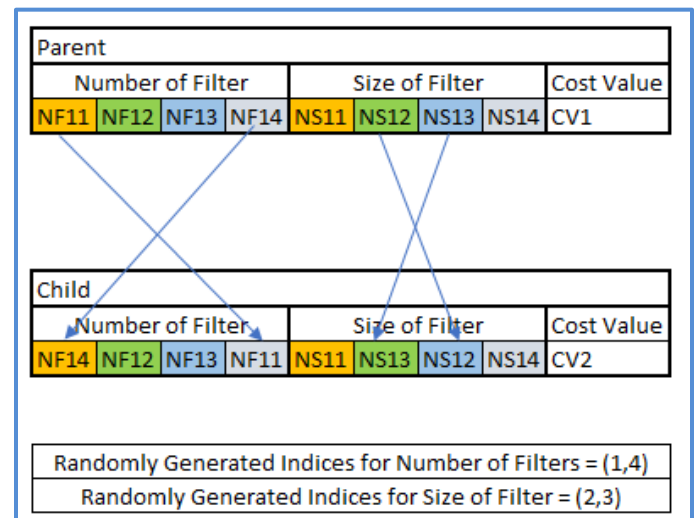 Parent
Number of Filter Size of Filter Cost Value
NF11 NF12 NF13 NF14 NS11 NS12 NS13 NS14 CV1
Child
Number of Filter Size of Filter Cost Value
NF14 NF12 NF13 NF11 NS11 NS13 NS12 NS14 CV2
Randomly Generated Indices for Number of Filters = (1,4)
Randomly Generated Indices for Size of Filter = (2,3)